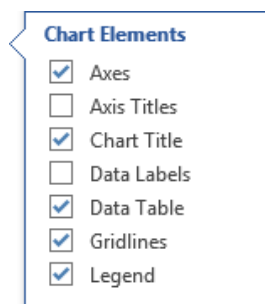 Chart Elements
Axes
Axis Titles
Chart Title
Data Labels
Data Table
Gridlines
Legend